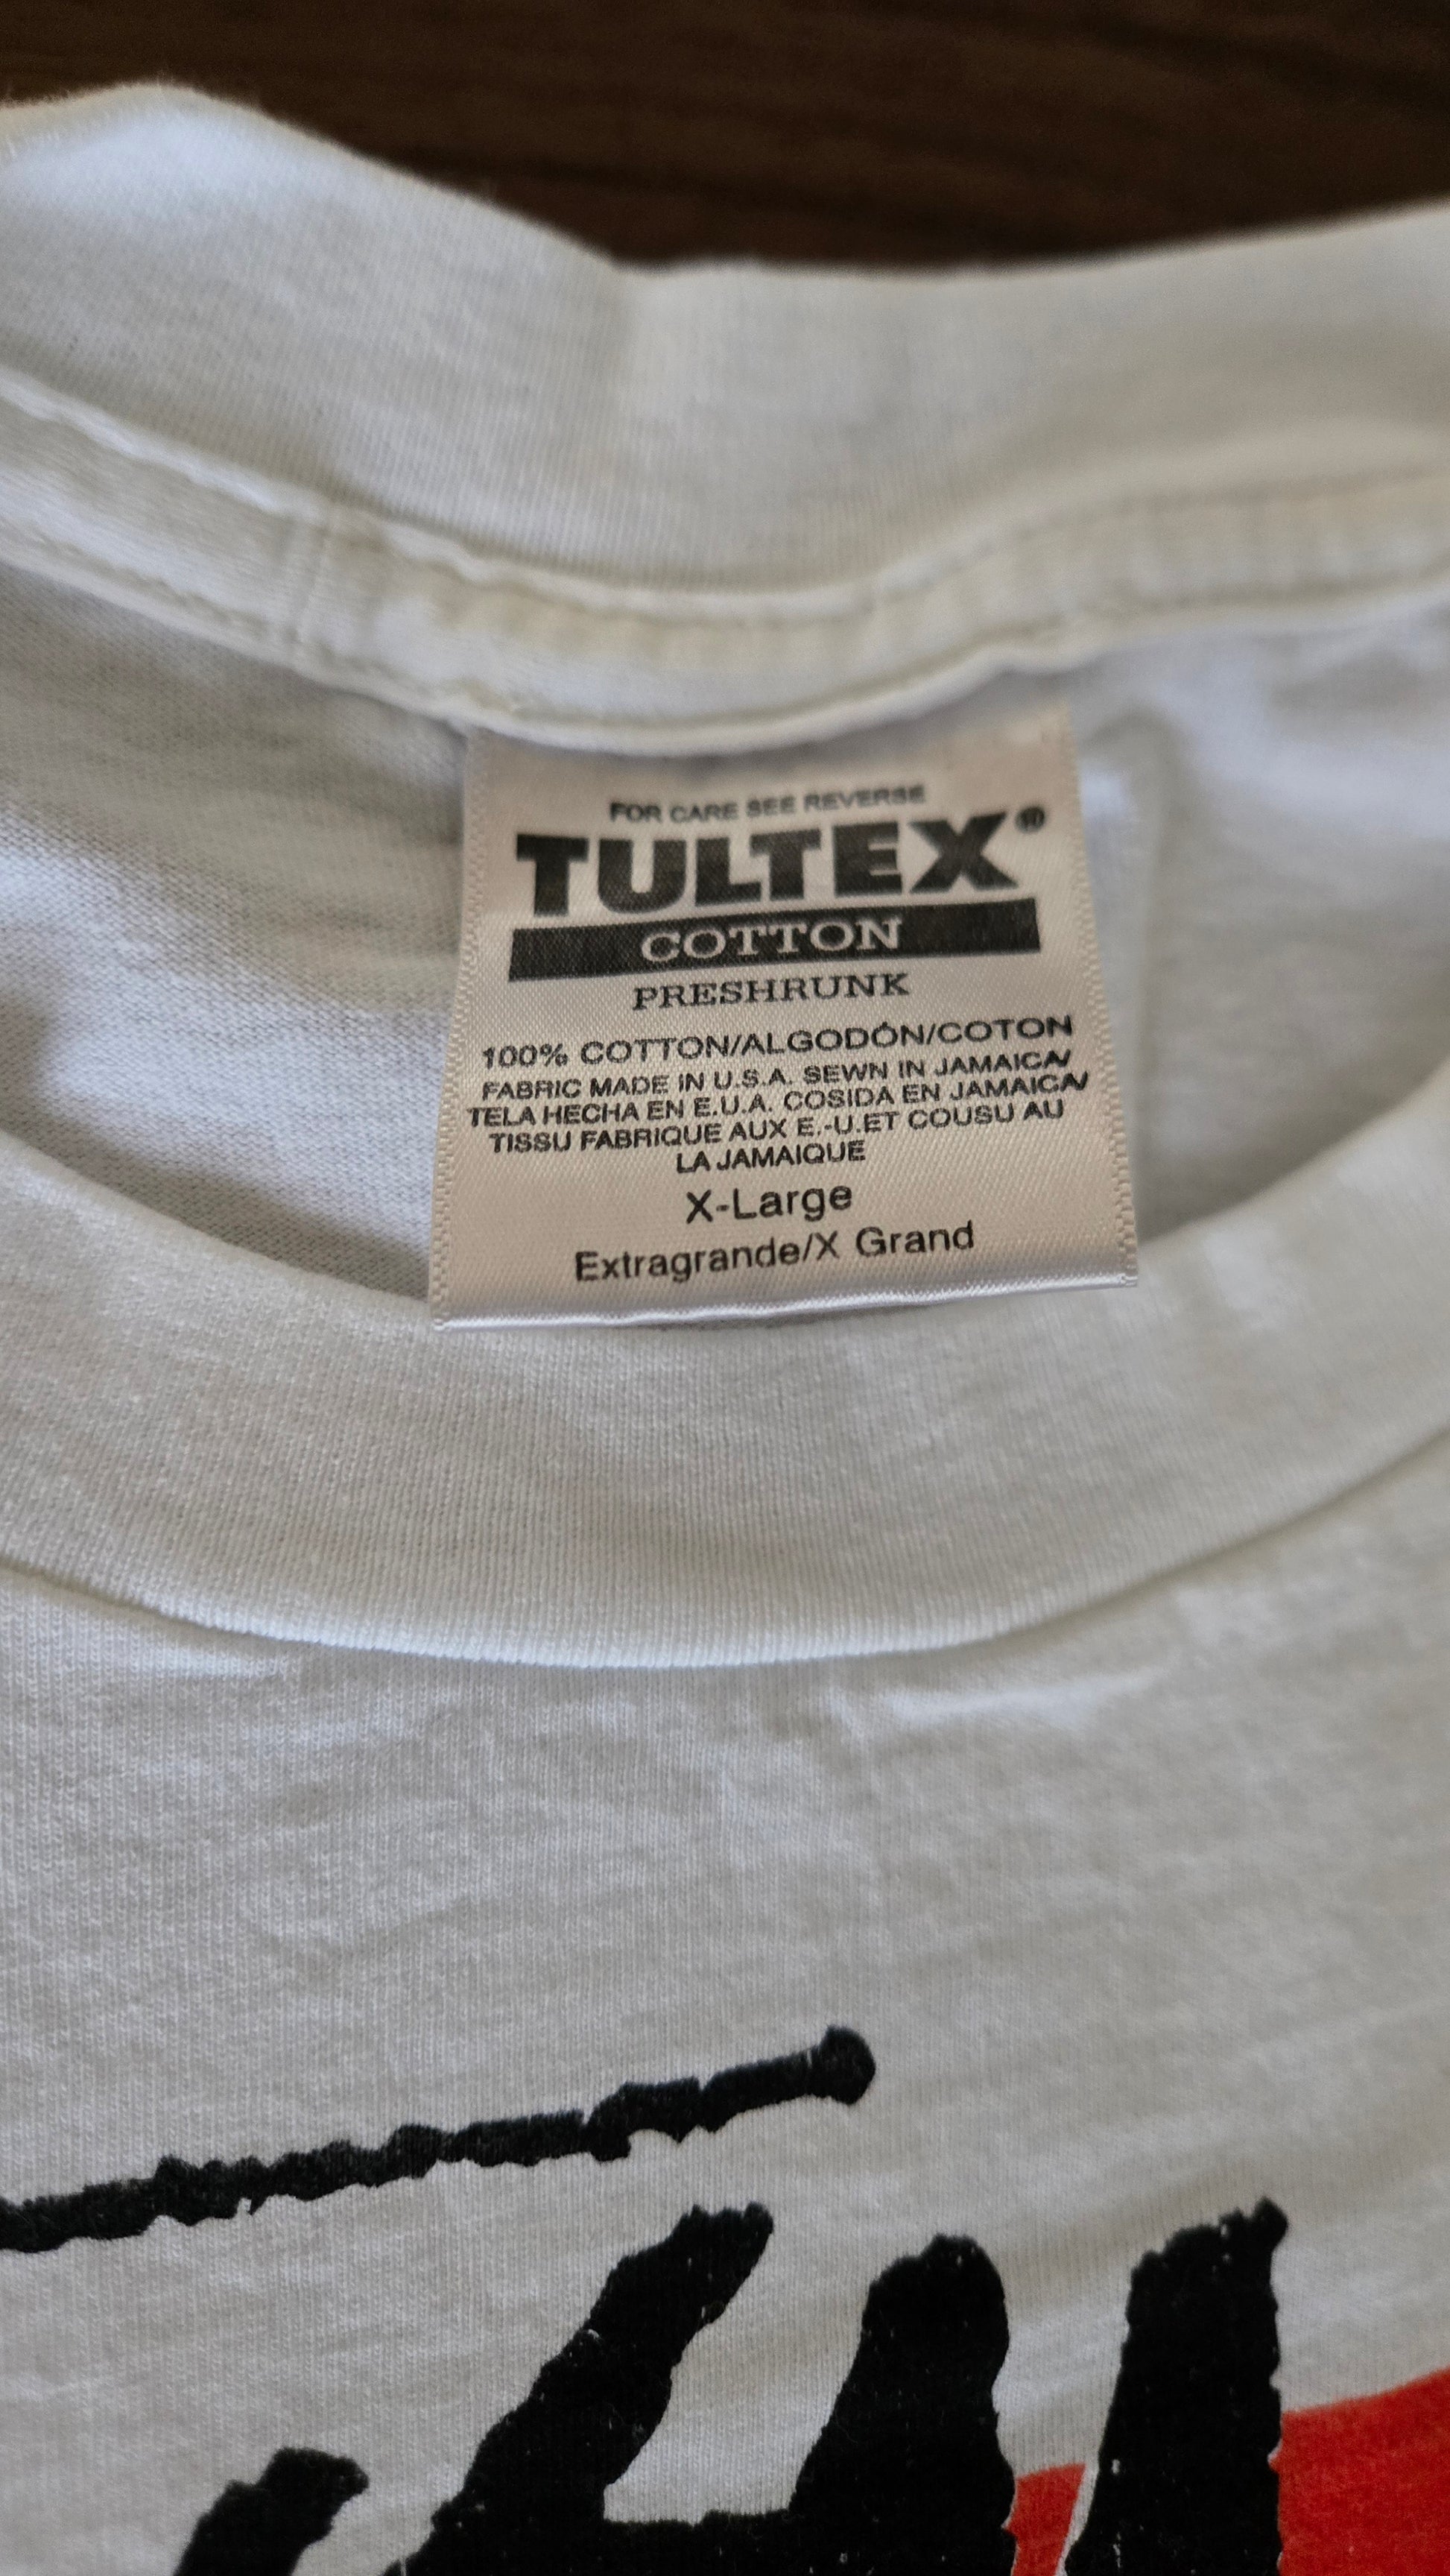 FOR CARE SEE REVERSE
TULTEX®
COTTON
PRESHRUNK
100% COTTON/ALGODÓN/COTON
FABRIC MADE IN U.S.A. SEWN IN JAMAICA/
TELA HECHA EN E.U.A. COSIDA EN JAMAICA/
TISSU FABRIQUE AUX E.-U.ET COUSU AU
LA JAMAIQUE
X-Large
Extragrande/X Grand